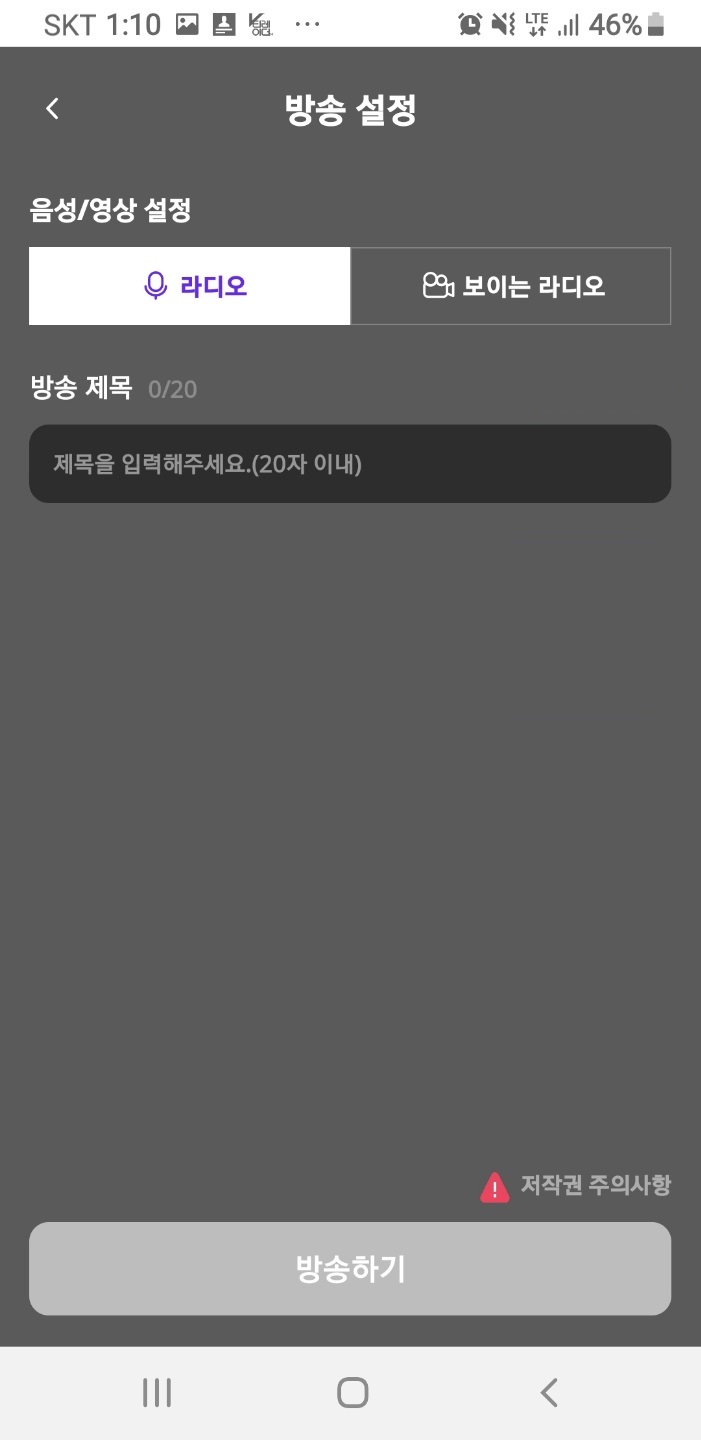 SKT 1:10 ... LTE 46%
방송 설정
음성/영상 설정
라디오 보이는 라디오
방송 제목 0/20
제목을 입력해주세요.(20자 이내)
저작권 주의사항
방송하기